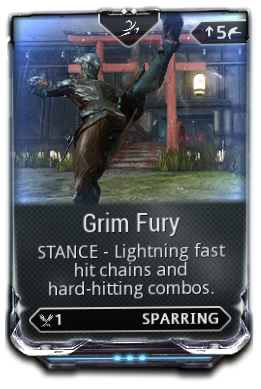 ↑5
Grim Fury
STANCE - Lightning fast
hit chains and
hard-hitting combos.
1 SPARRING